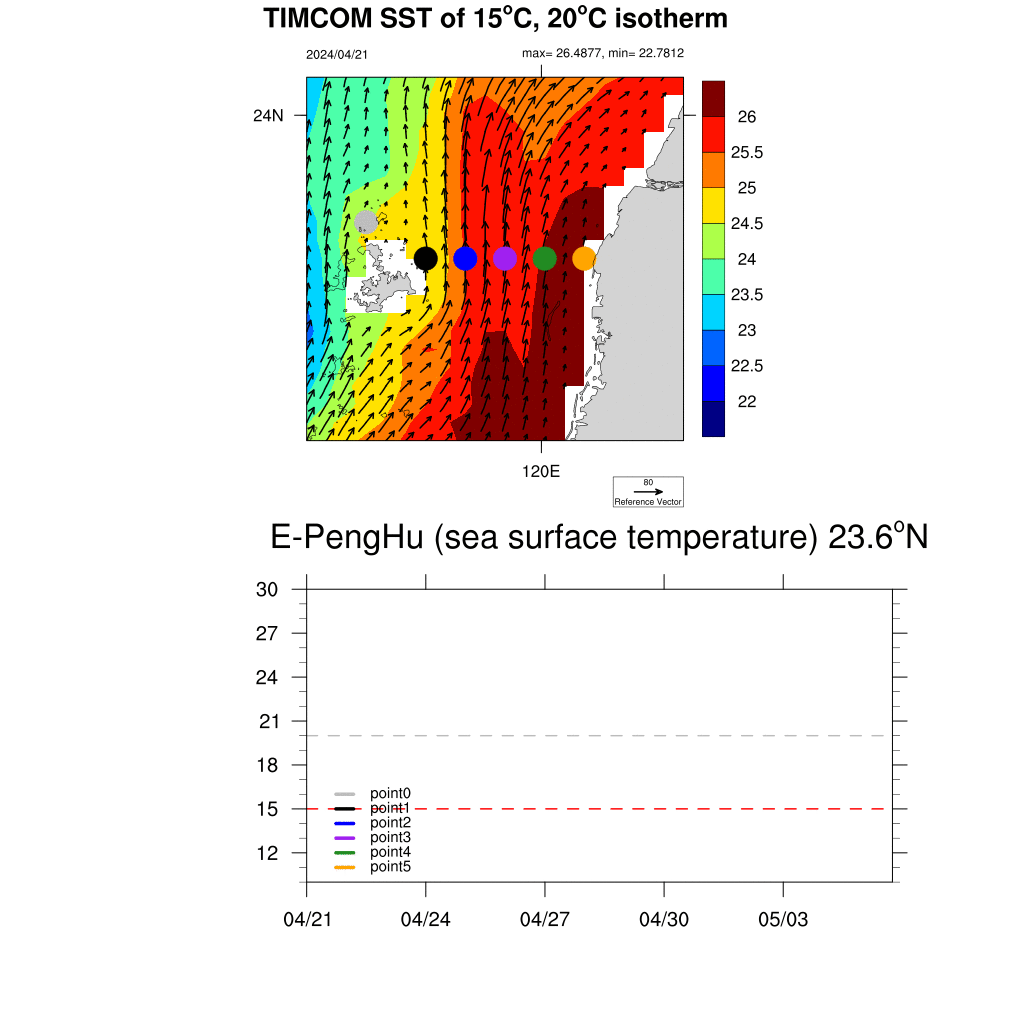 TIMCOM SST of 15°C, 20°C isotherm
2024/04/21
max= 26.4877, min= 22.7812
24N
26
25.5
25
24.5
24
23.5
23
22.5
22
120E
80
Reference Vector
E-PengHu (sea surface temperature) 23.6°N
30
27
24
21
18
15
12
point0
point1
point2
point3
point4
point5
04/21 04/24 04/27 04/30 05/03